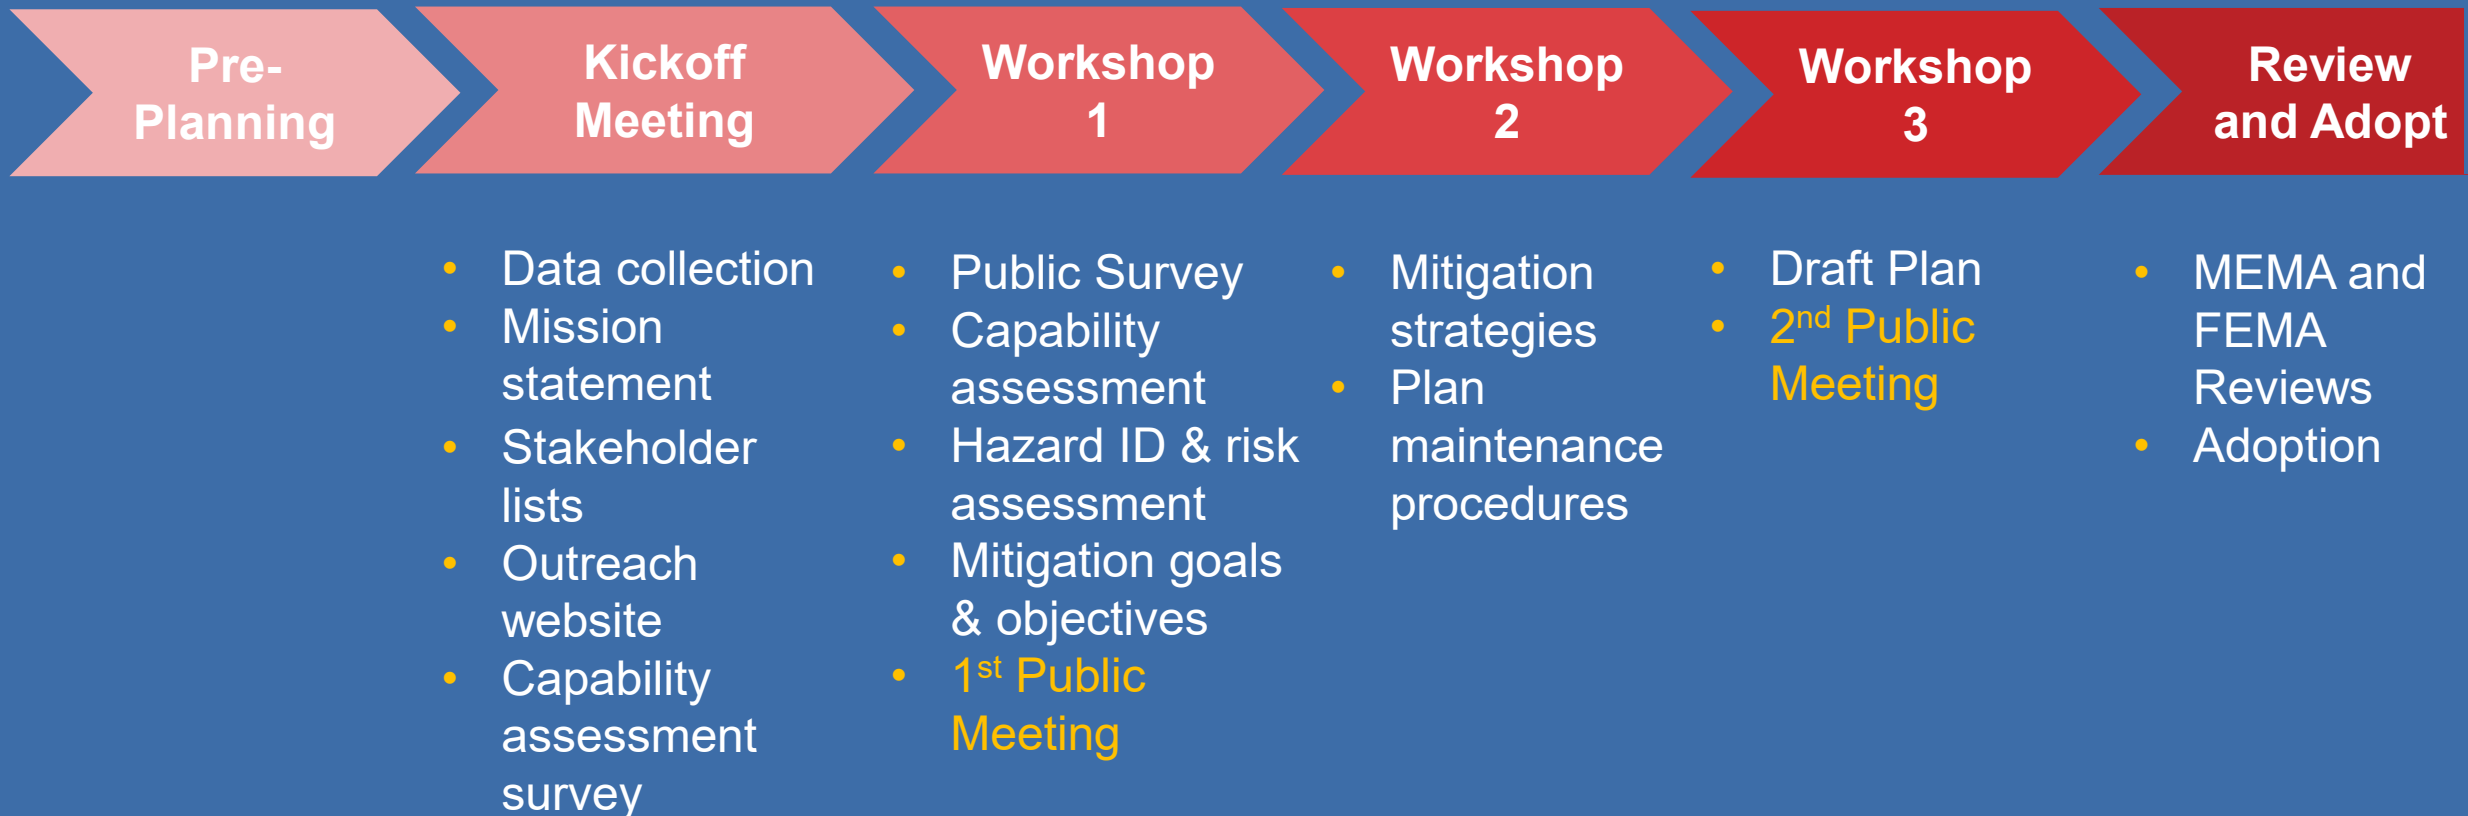 Pre-
Planning
Kickoff
Meeting
Workshop
1
Workshop
2
Workshop
3
Review
and Adopt
• Data collection
• Mission
statement
• Stakeholder
lists
• Outreach
website
• Capability
assessment
survey
• Public Survey
• Capability
assessment
• Hazard ID & risk
assessment
• Mitigation goals
& objectives
• 1st Public
Meeting
• Mitigation
strategies
• Plan
maintenance
procedures
• Draft Plan
• 2nd Public
Meeting
• MEMA and
FEMA
Reviews
• Adoption